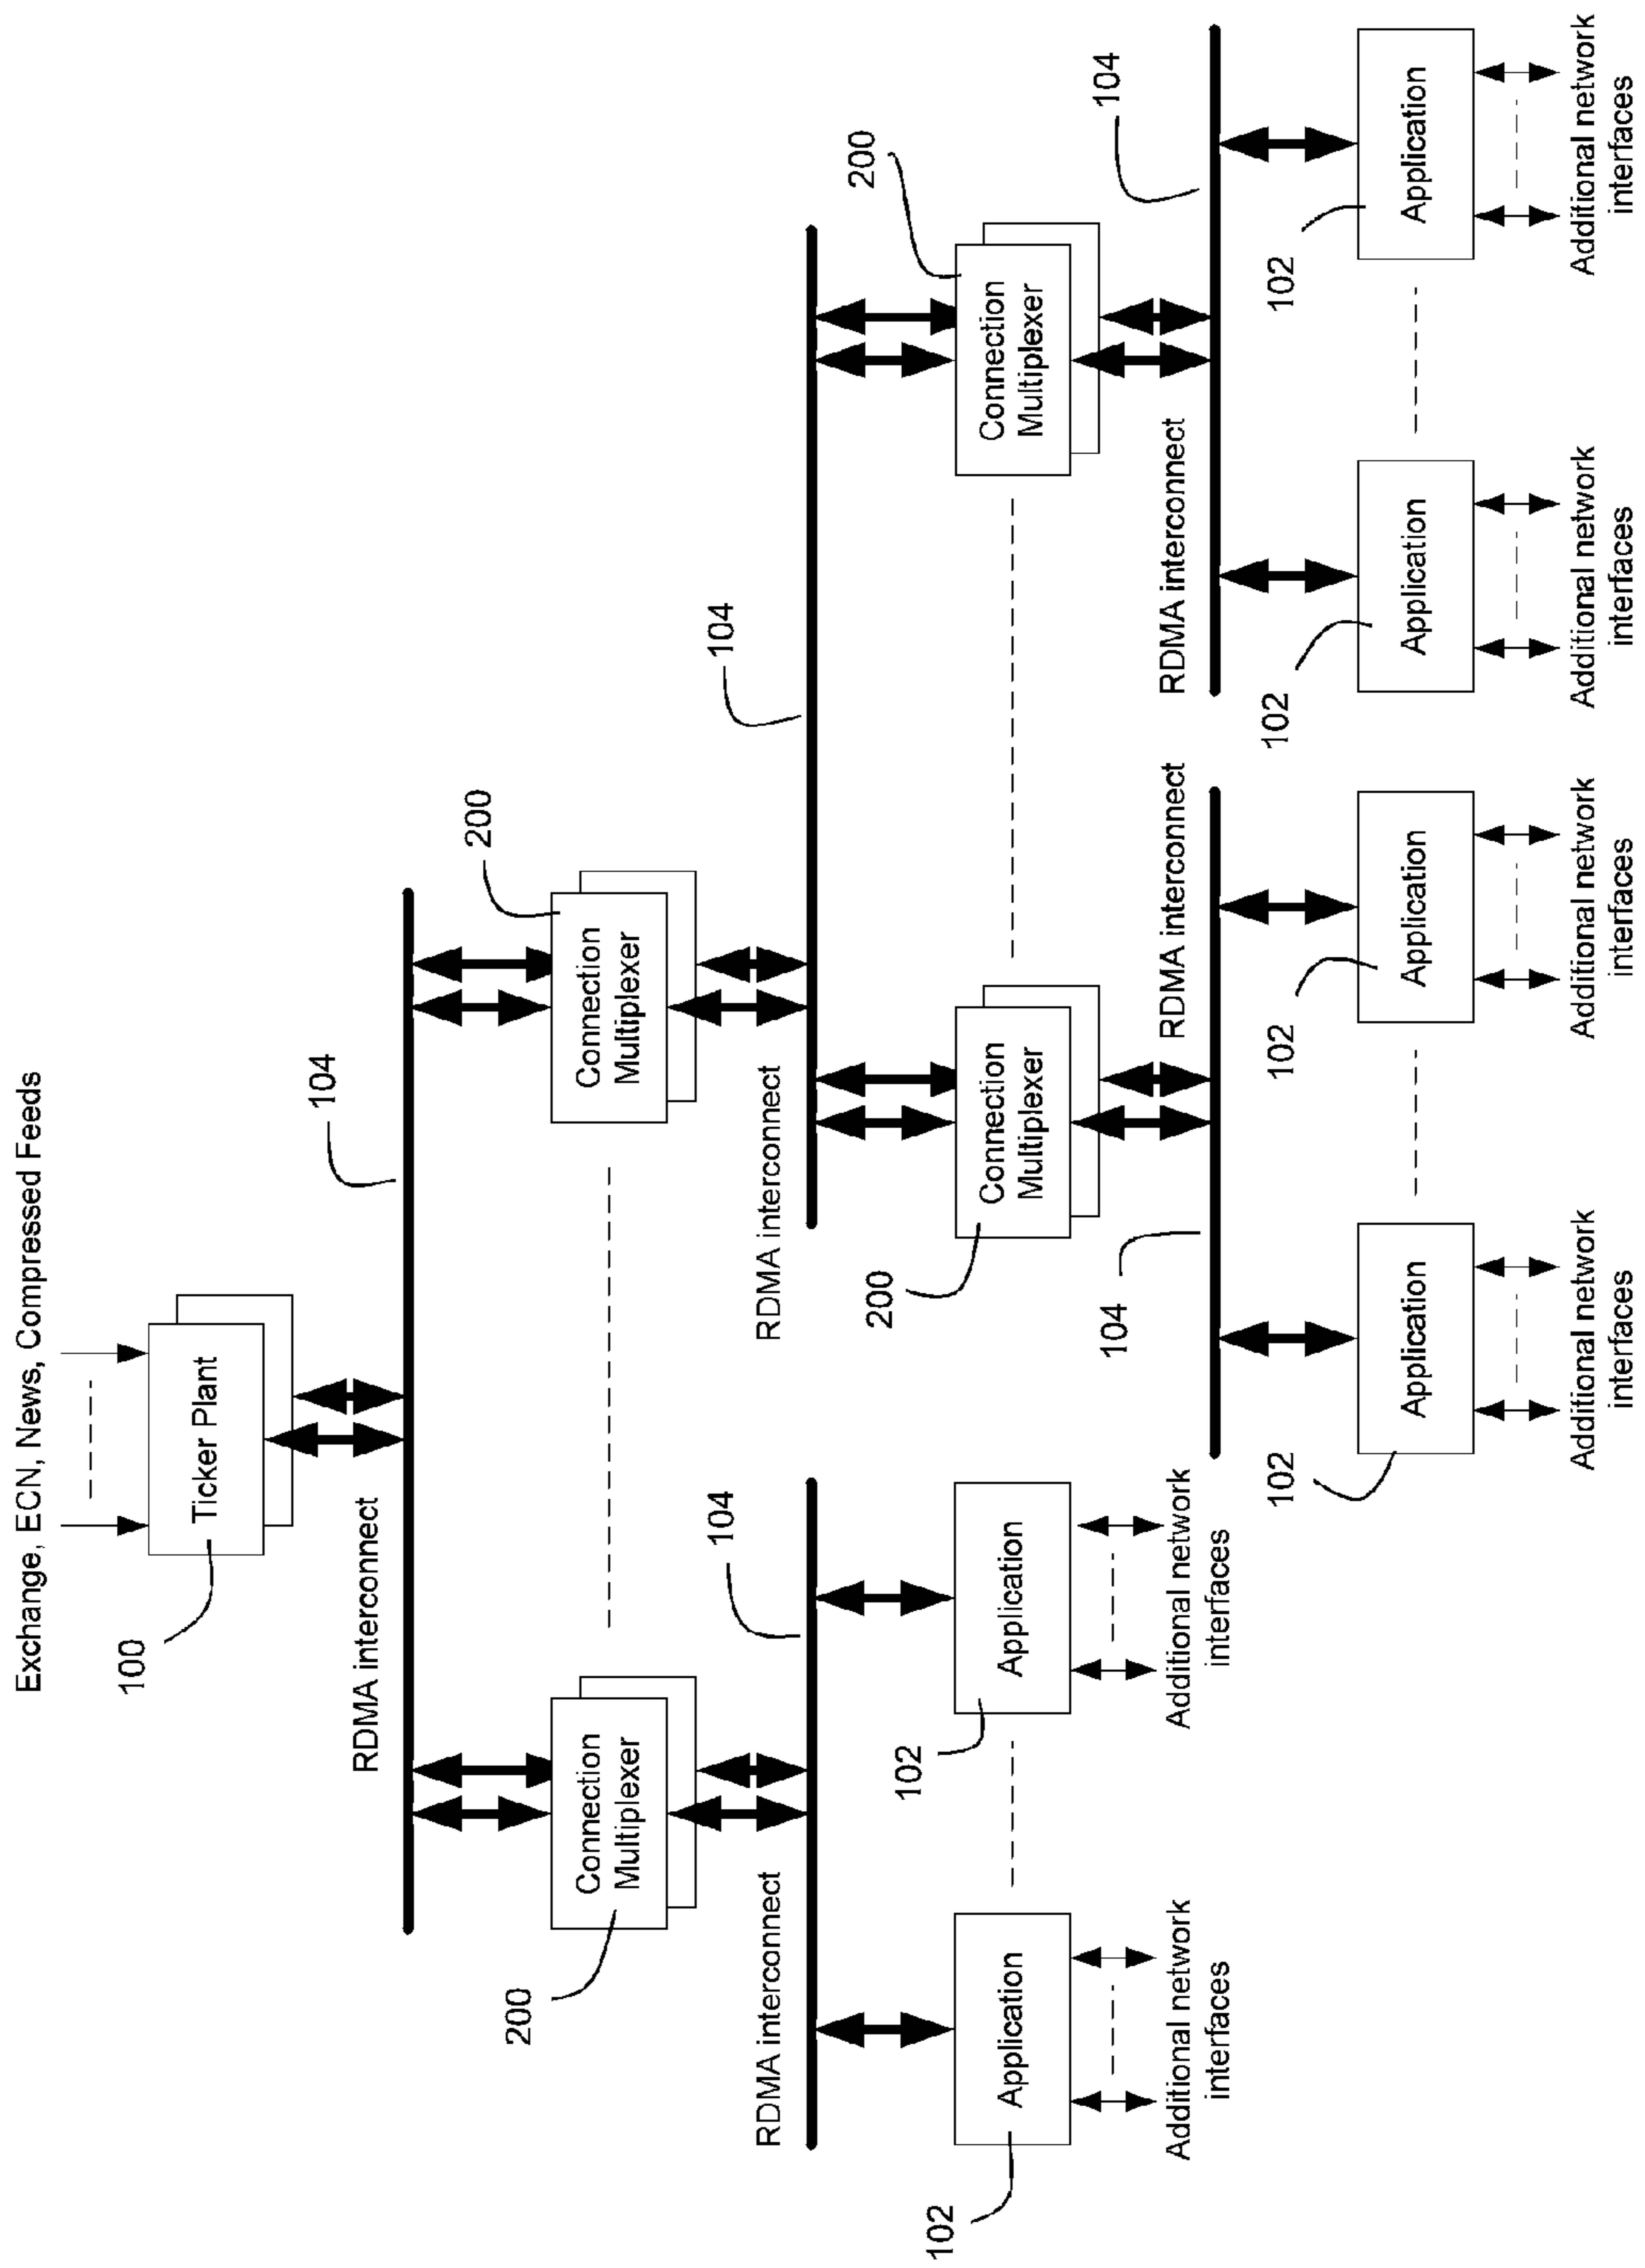 Exchange, ECN, News, Compressed Feeds
100
Ticker Plant
RDMA interconnect
104
200
Connection
Multiplexer
Connection
Multiplexer
200
RDMA interconnect
104
RDMA interconnect
104
102
Application
Additional network
interfaces
102
Application
Additional network
interfaces
200
Connection
Multiplexer
Connection
Multiplexer
200
104
RDMA interconnect
RDMA interconnect
104
102
Application
Additional network
interfaces
102
Application
Additional network
interfaces
102
Application
Additional network
interfaces
102
Application
Additional network
interfaces